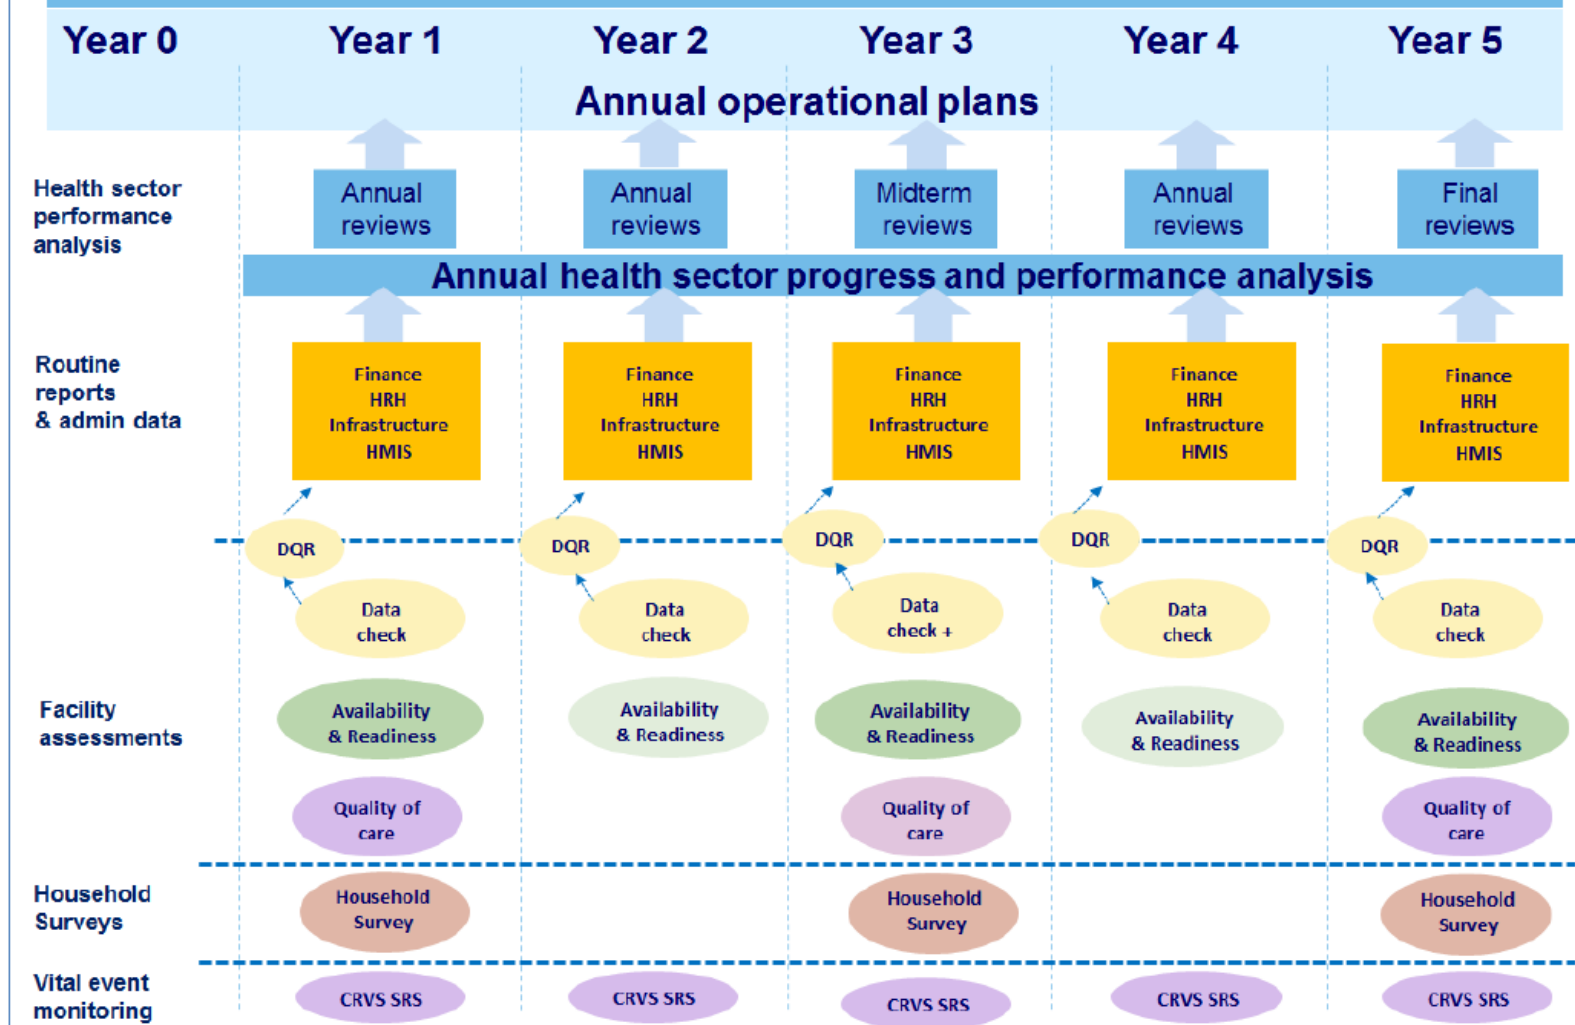 Year 0 Year 1 Year 2 Year 3 Year 4 Year 5
Annual operational plans
Health sector
performance
analysis
Annual
reviews
Annual
reviews
Midterm
reviews
Annual
reviews
Final
reviews
Annual health sector progress and performance analysis
Routine
reports
& admin data
Finance
HRH
Infrastructure
HMIS
Finance
HRH
Infrastructure
HMIS
Finance
HRH
Infrastructure
HMIS
Finance
HRH
Infrastructure
HMIS
Finance
HRH
Infrastructure
HMIS
DQR
DQR
DQR
DQR
DQR
Data
check
Data
check
Data
check +
Data
check
Data
check
Facility
assessments
Availability
& Readiness
Availability
& Readiness
Availability
& Readiness
Availability
& Readiness
Availability
& Readiness
Quality of
care
Quality of
care
Quality of
care
Household
Surveys
Household
Survey
Household
Survey
Household
Survey
Vital event
monitoring
CRVS SRS
CRVS SRS
CRVS SRS
CRVS SRS
CRVS SRS